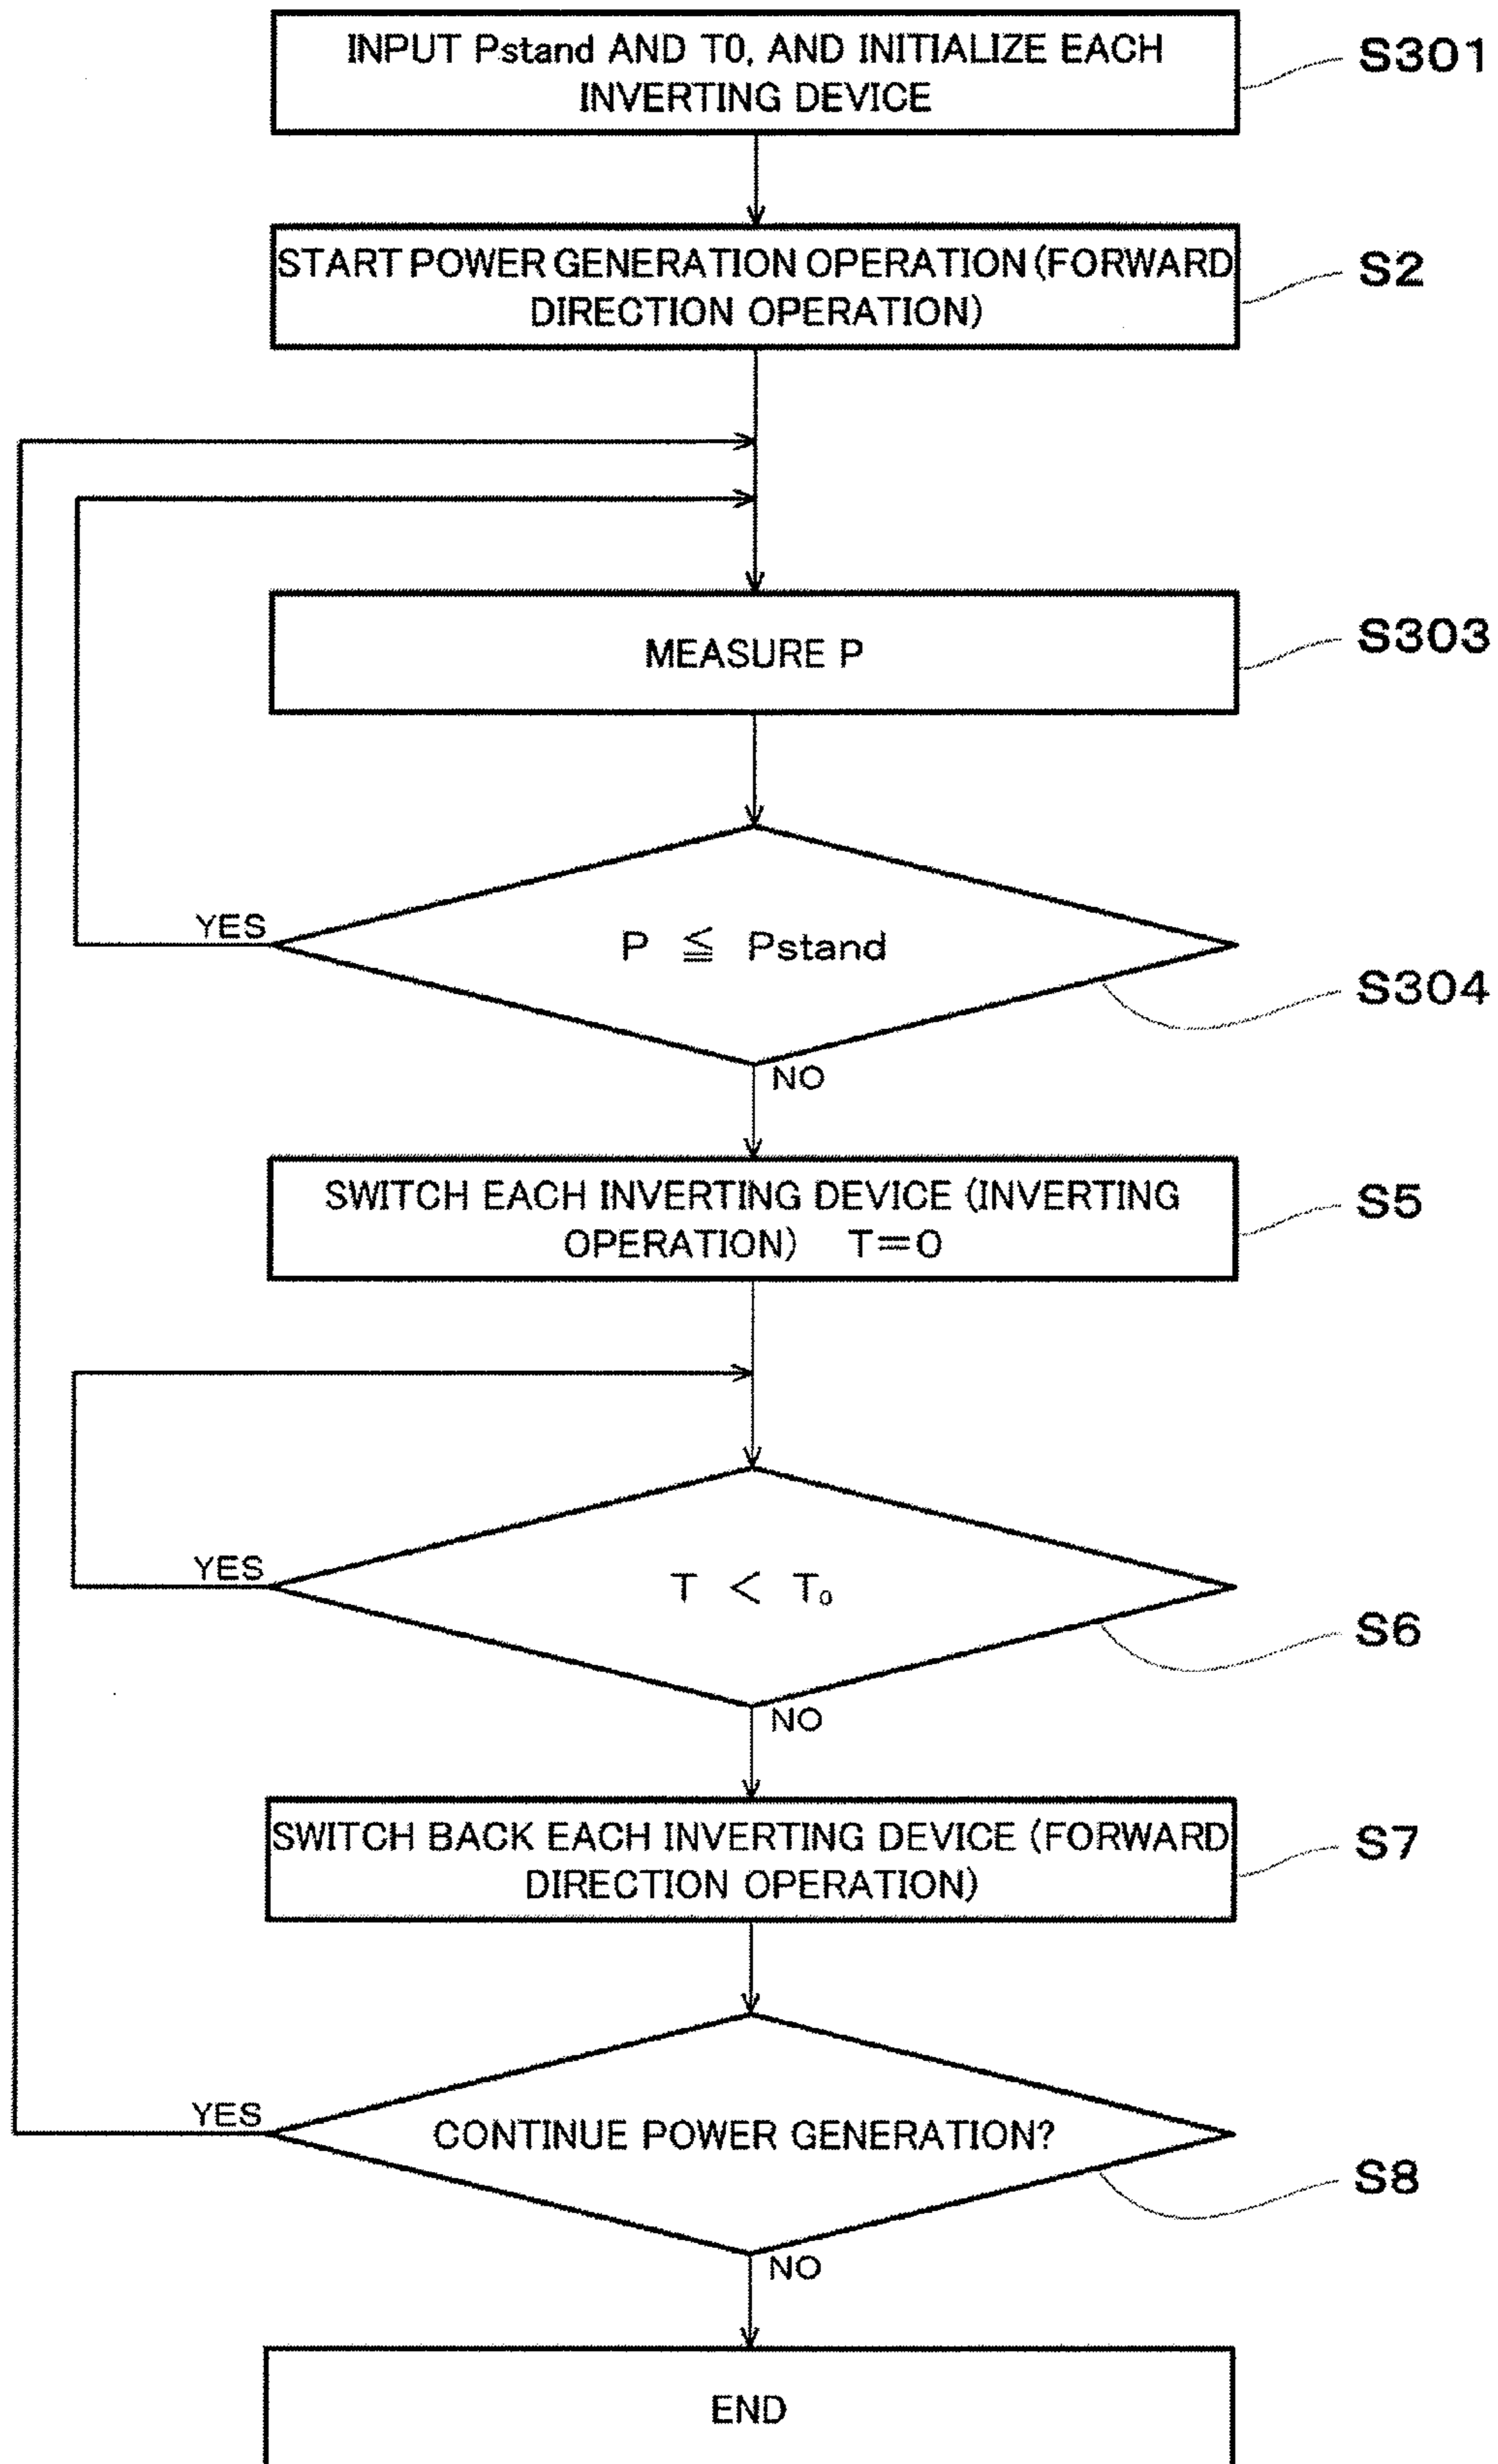 INPUT Pstand AND T0, AND INITIALIZE EACH
INVERTING DEVICE
S301
START POWER GENERATION OPERATION (FORWARD
DIRECTION OPERATION)
S2
MEASURE P
S303
YES
P ≦ Pstand
S304
NO
SWITCH EACH INVERTING DEVICE (INVERTING
OPERATION) T=0
S5
YES
T < T₀
S6
NO
SWITCH BACK EACH INVERTING DEVICE (FORWARD
DIRECTION OPERATION)
S7
YES
CONTINUE POWER GENERATION?
S8
NO
END